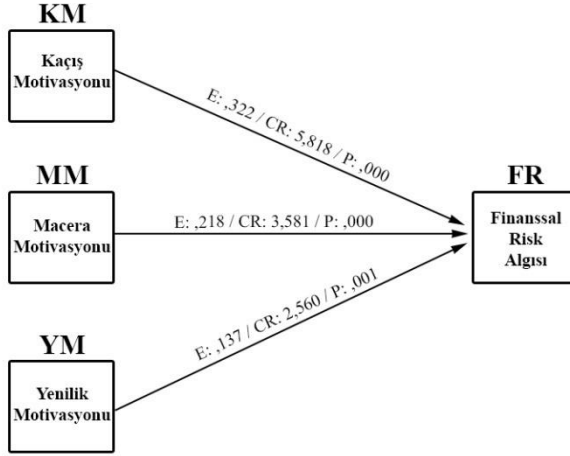 KM
Kaçış
Motivasyonu
E: ,322 / CR: 5,818 / P: ,000
MM
Macera
Motivasyonu
E: ,218 / CR: 3,581 / P: ,000
FR
Finanssal
Risk
Algısı
YM
Yenilik
Motivasyonu
E: ,137 / CR: 2,560 / P: ,001